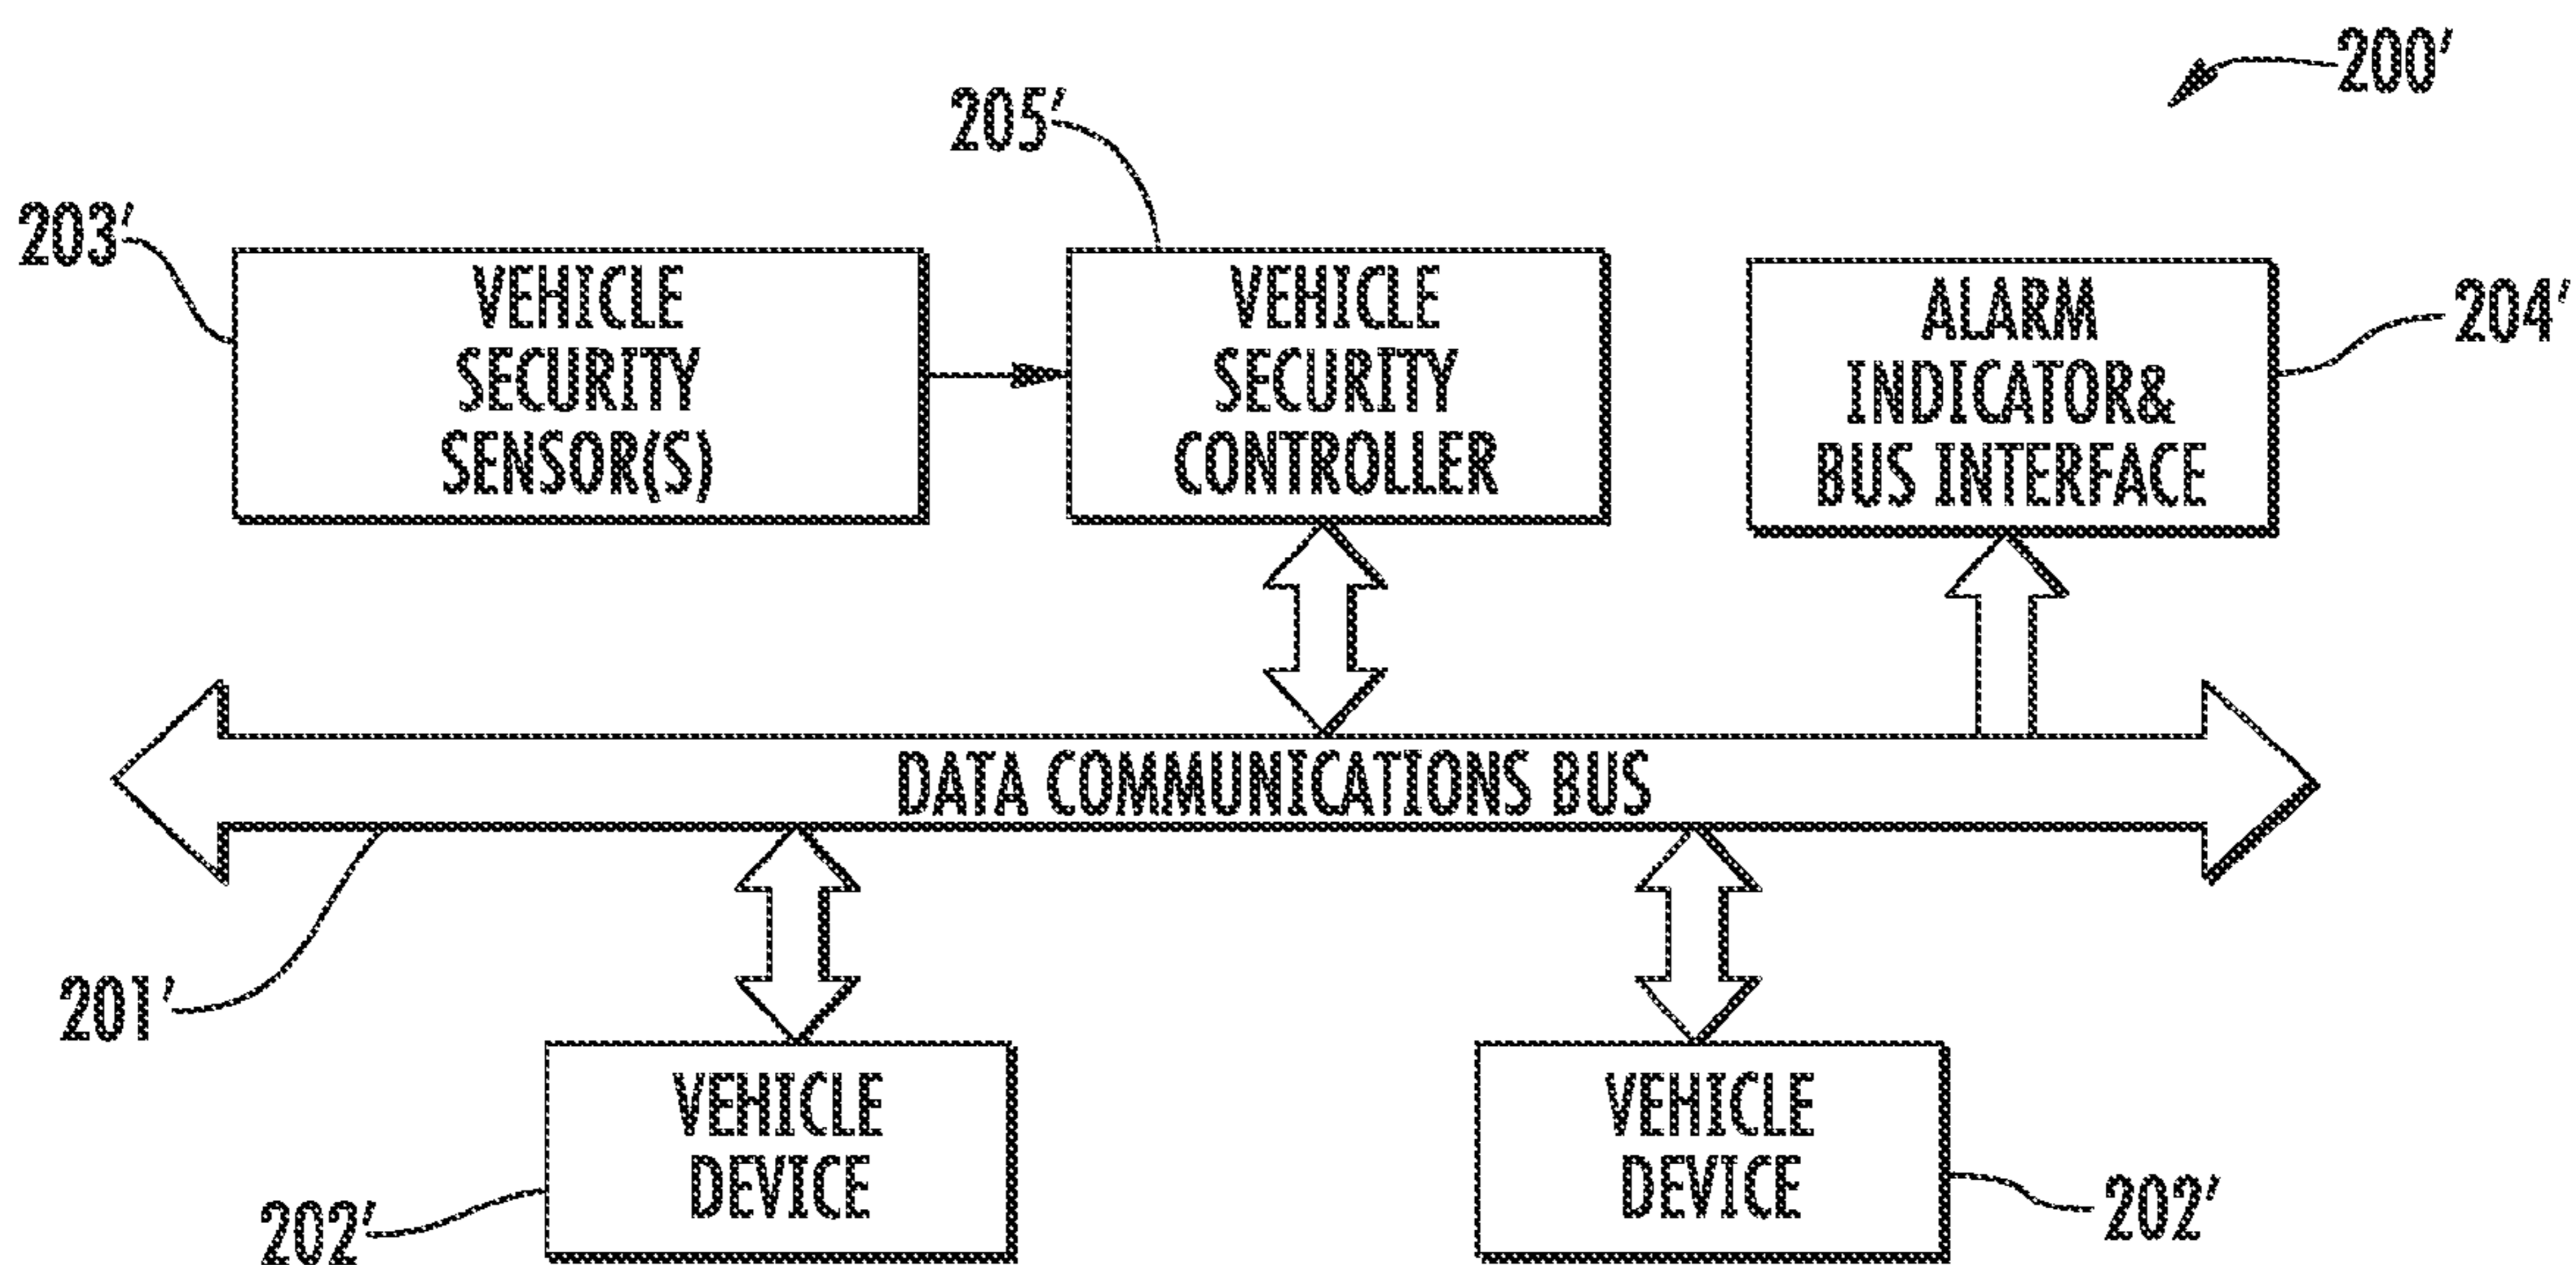 200'
205'
203'
VEHICLE
SECURITY
SENSOR(S)
VEHICLE
SECURITY
CONTROLLER
ALARM
INDICATOR&
BUS INTERFACE
204'
DATA COMMUNICATIONS BUS
201'
VEHICLE
DEVICE
202'
VEHICLE
DEVICE
202'